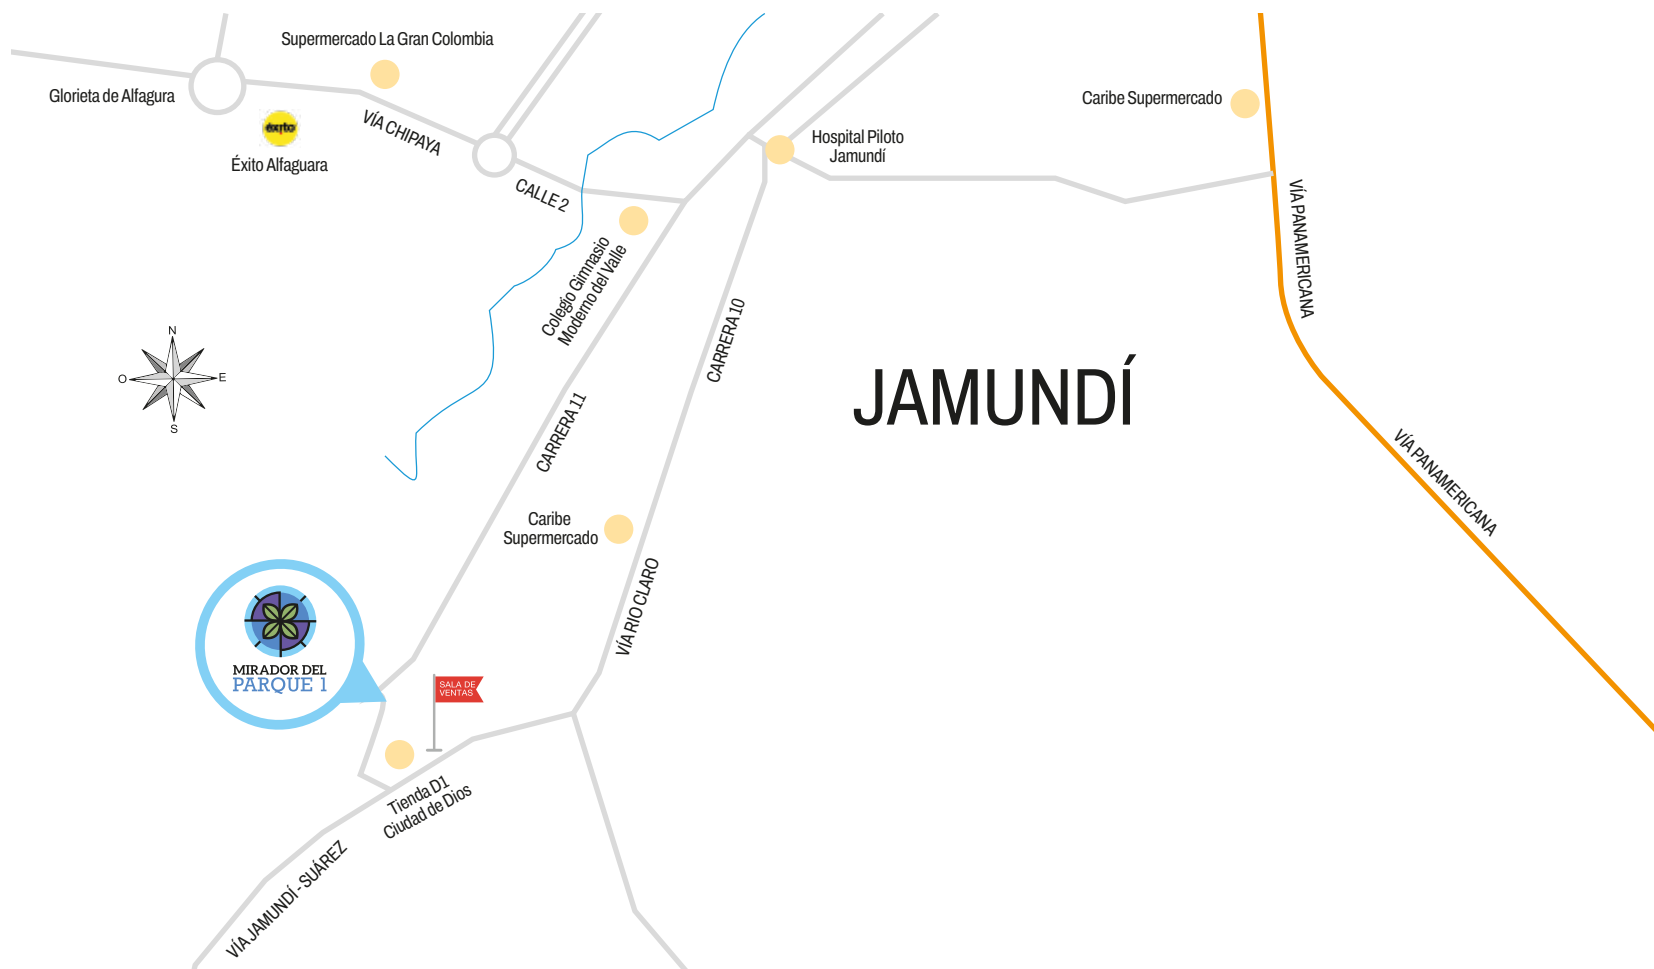 Supermercado La Gran Colombia
Glorieta de Alfagura
éxito
Éxito Alfaguara
VÍA CHIPAYA
CALLE 2
Hospital Piloto
Jamundí
Caribe Supermercado
VÍA PANAMERICANA
Colegio Gimnasio
Moderno del Valle
CARRERA 10
N
O
E
S
JAMUNDÍ
CARRERA 11
VÍA PANAMERICANA
Caribe
Supermercado
VÍA RIO CLARO
MIRADOR DEL
PARQUE 1
SALA DE
VENTAS
Tienda D1
Ciudad de Dios
VÍA JAMUNDÍ - SUÁREZ